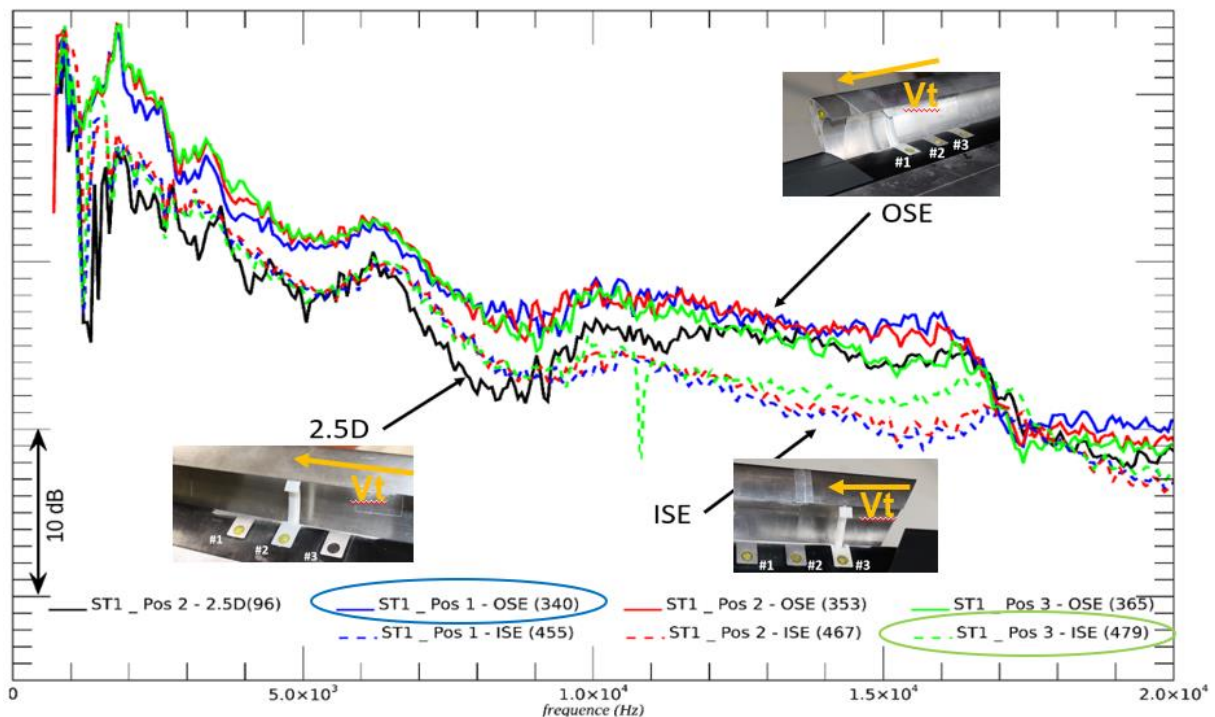 Vt
#1
#2
#3
OSE
2.5D
Vt
#1
#2
#3
ISE
Vt
#1
#2
#3
10 dB
ST1 _ Pos 2 - 2.5D(96)
ST1 _ Pos 1 - OSE (340)
ST1 _ Pos 2 - OSE (353)
ST1 _ Pos 3 - OSE (365)
ST1 _ Pos 1 - ISE (455)
ST1 _ Pos 2 - ISE (467)
ST1 _ Pos 3 - ISE (479)
0
5.0×10³
1.0×10⁴
1.5×10⁴
2.0×10⁴
frequence (Hz)